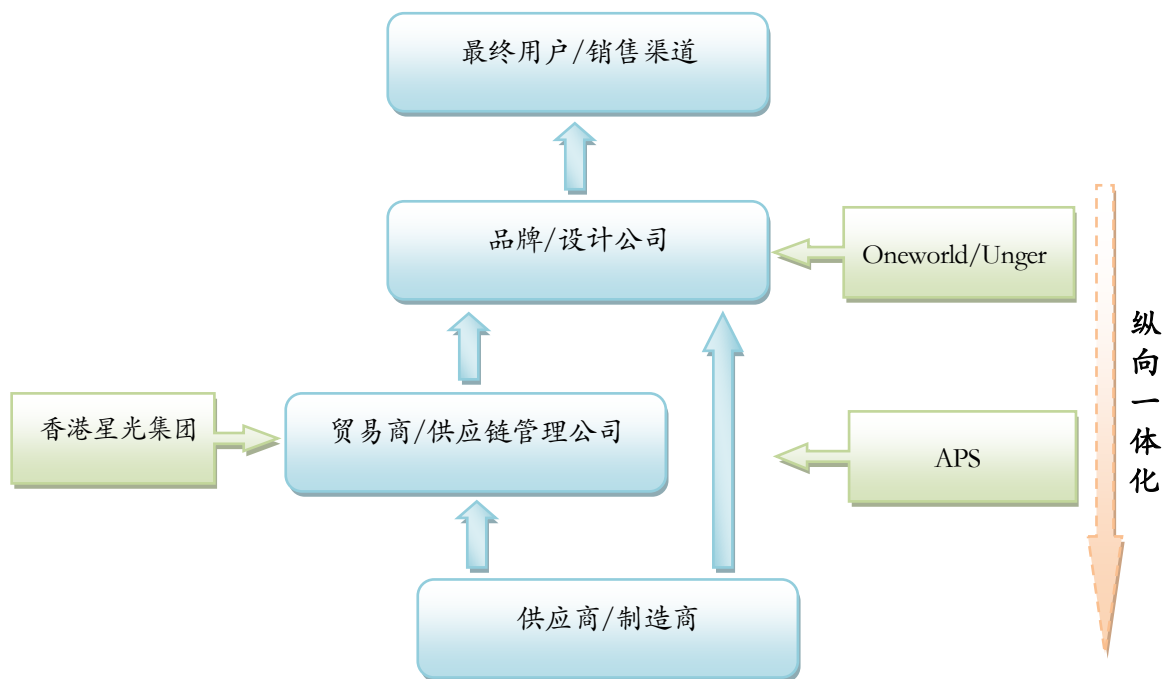 最终用户/销售渠道
品牌/设计公司
Oneworld/Unger
香港星光集团
贸易商/供应链管理公司
APS
纵向一体化
供应商/制造商